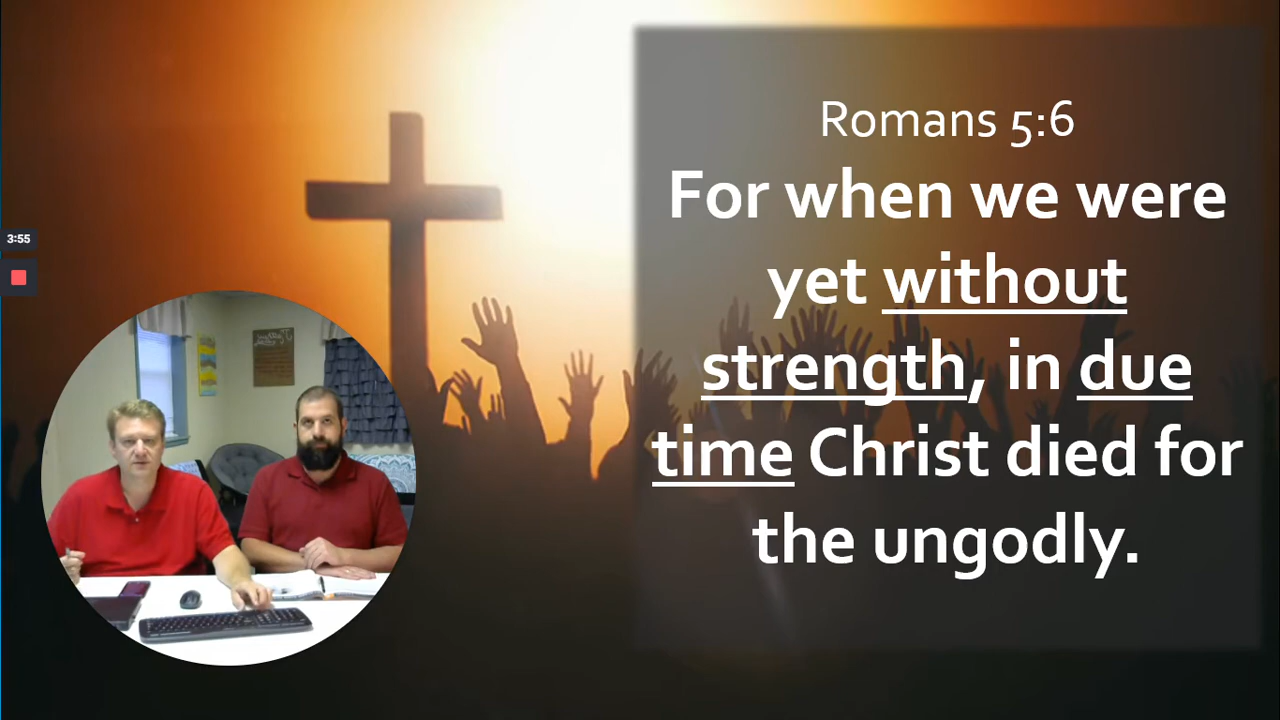 Romans 5:6
For when we were
yet without
strength, in due
time Christ died for
the ungodly.
3:55